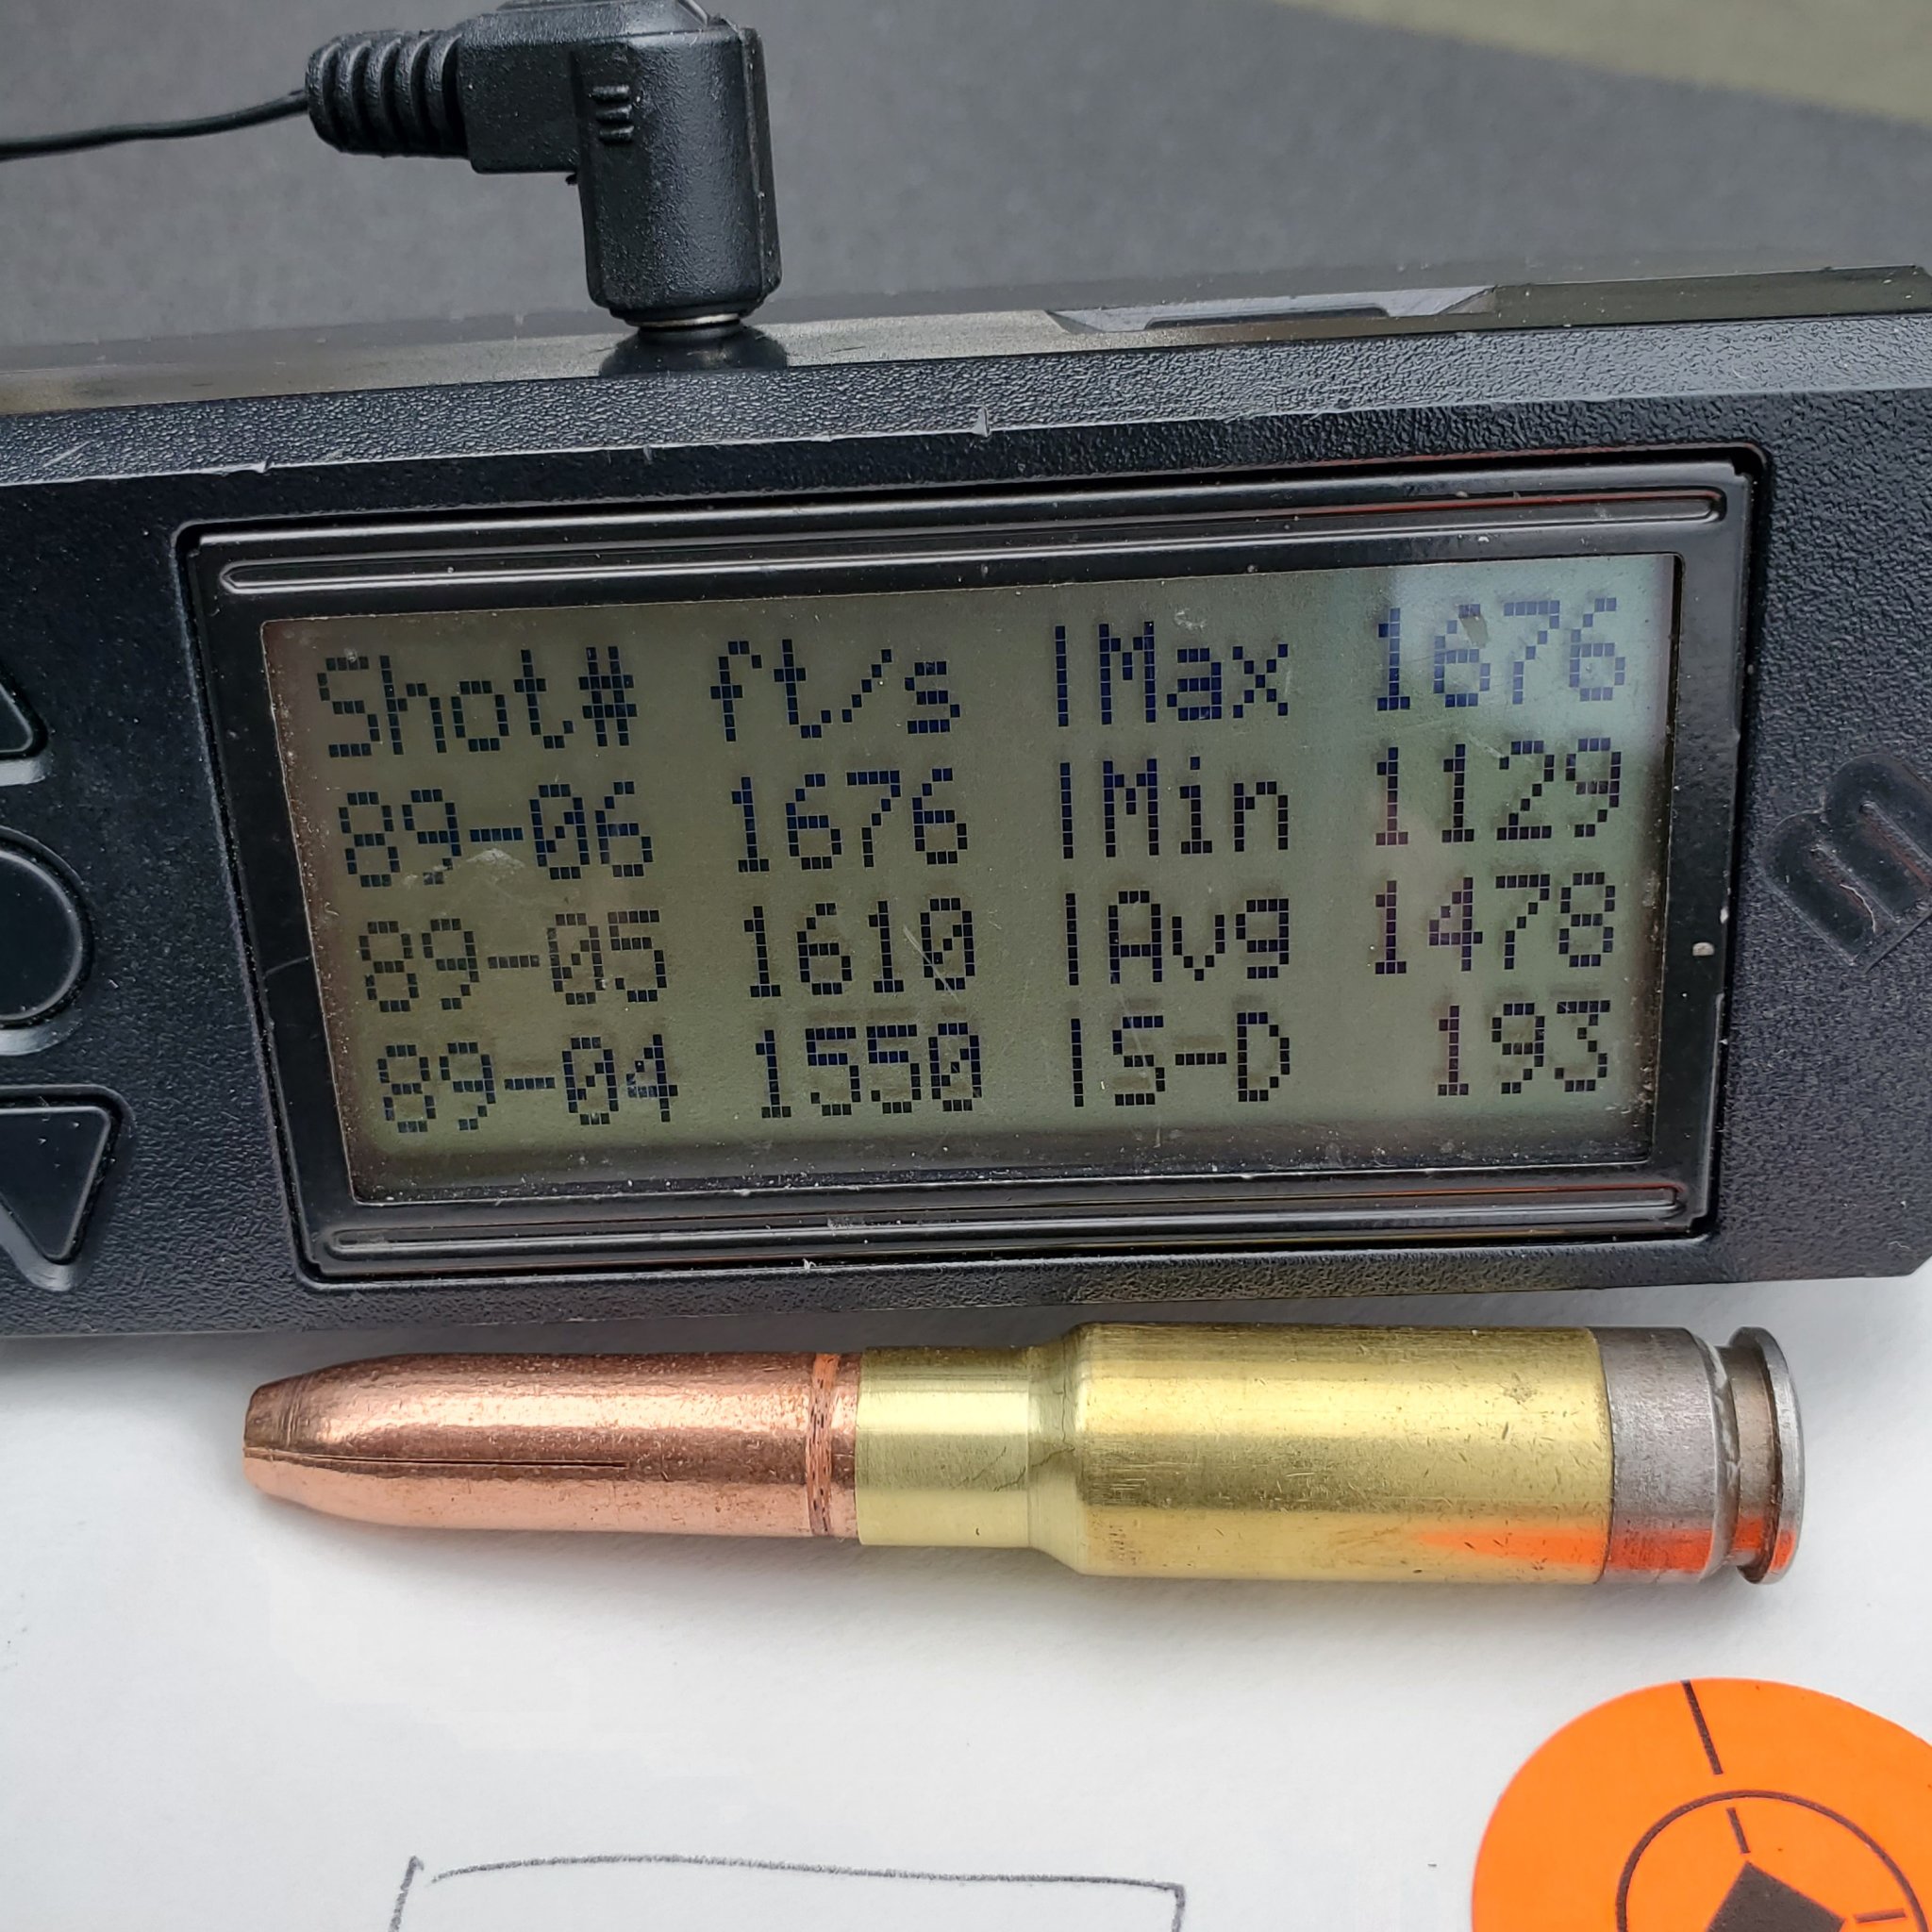 Shot# ft/s |Max 1676
89-06 1676 |Min 1129
89-05 1610 |Avg 1478
89-04 1550 |S-D 193